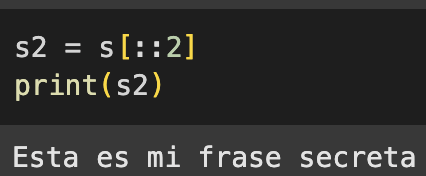 s2 = s[::2]
print(s2)
Esta es mi frase secreta